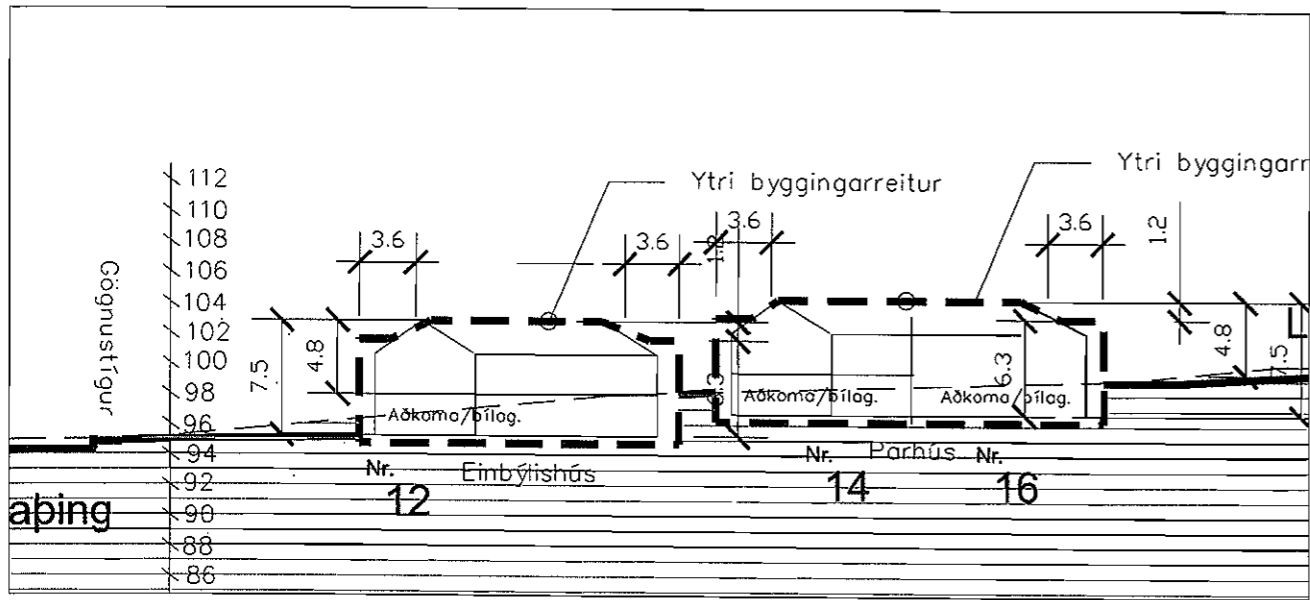 Ytri byggingarreitur
Ytri byggingarr
112
110
108
106
104
102
100
98
96
94
92
90
88
86
Göngustígur
3.6
3.6
3.6
3.6
1.2
1.2
7.5
4.8
6.3
4.8
7.5
Aðkoma/bílag.
Aðkoma/bílag.
Aðkoma/bílag.
Nr.
12
Einbýlishús
Nr.
14
Parhús
Nr.
16
aþing